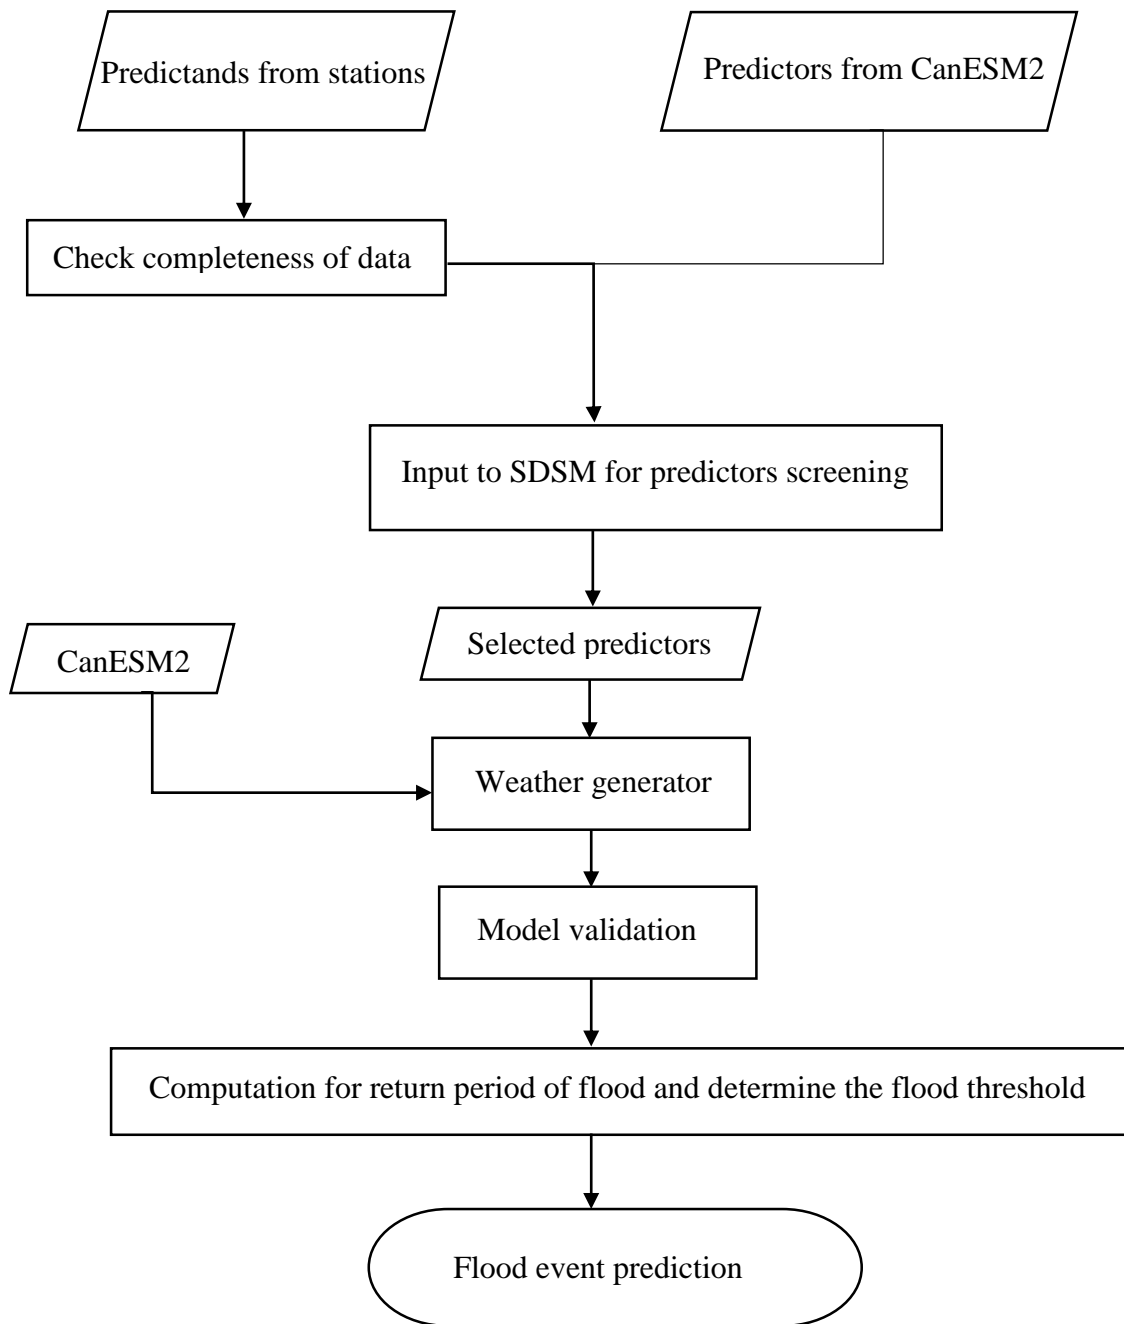 Predictands from stations
Predictors from CanESM2
Check completeness of data
Input to SDSM for predictors screening
Selected predictors
CanESM2
Weather generator
Model validation
Computation for return period of flood and determine the flood threshold
Flood event prediction